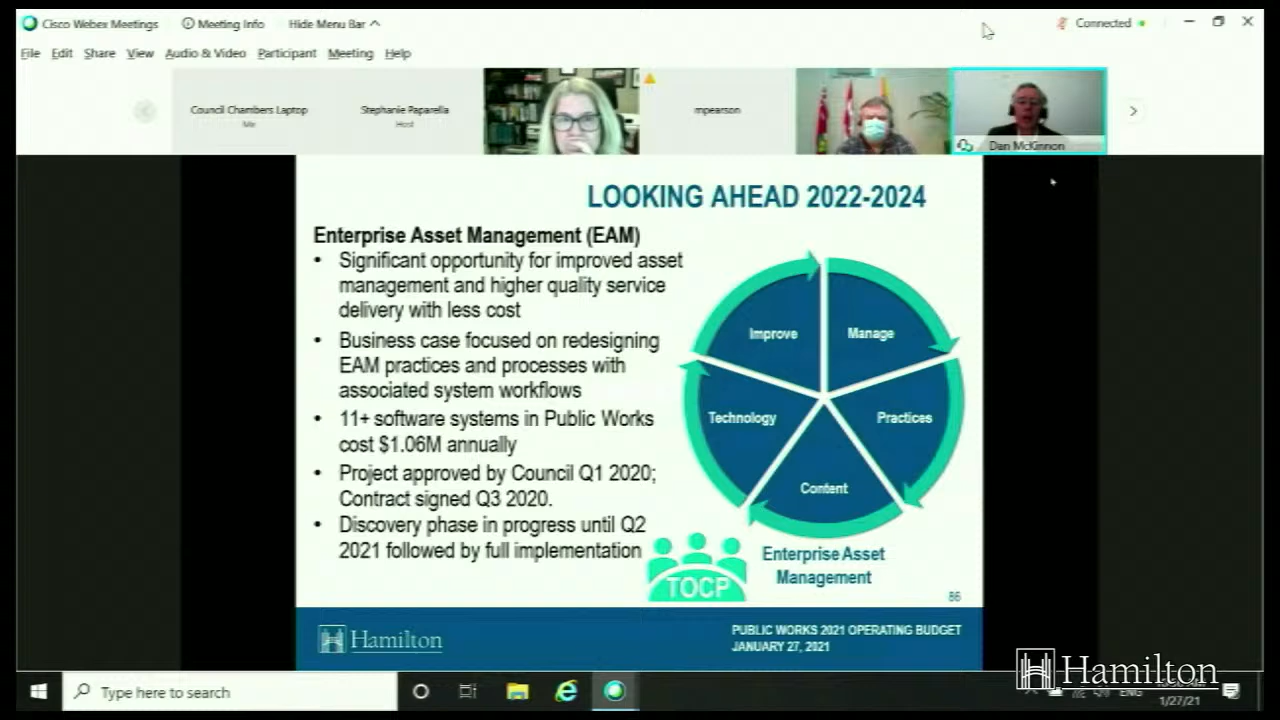 Cisco Webex Meetings
Meeting Info
Hide Menu Bar
Connected
File Edit Share View Audio & Video Participant Meeting Help
Council Chambers Laptop
Me
Stephanie Paparella
Host
mpearson
Dan McKinnon
LOOKING AHEAD 2022-2024
Enterprise Asset Management (EAM)
• Significant opportunity for improved asset
management and higher quality service
delivery with less cost
• Business case focused on redesigning
EAM practices and processes with
associated system workflows
• 11+ software systems in Public Works
cost $1.06M annually
• Project approved by Council Q1 2020;
Contract signed Q3 2020.
• Discovery phase in progress until Q2
2021 followed by full implementation
Improve
Manage
Technology
Practices
Content
TOCP
Enterprise Asset
Management
86
Hamilton
PUBLIC WORKS 2021 OPERATING BUDGET
JANUARY 27, 2021
Hamilton
Type here to search
ENG
1/27/21